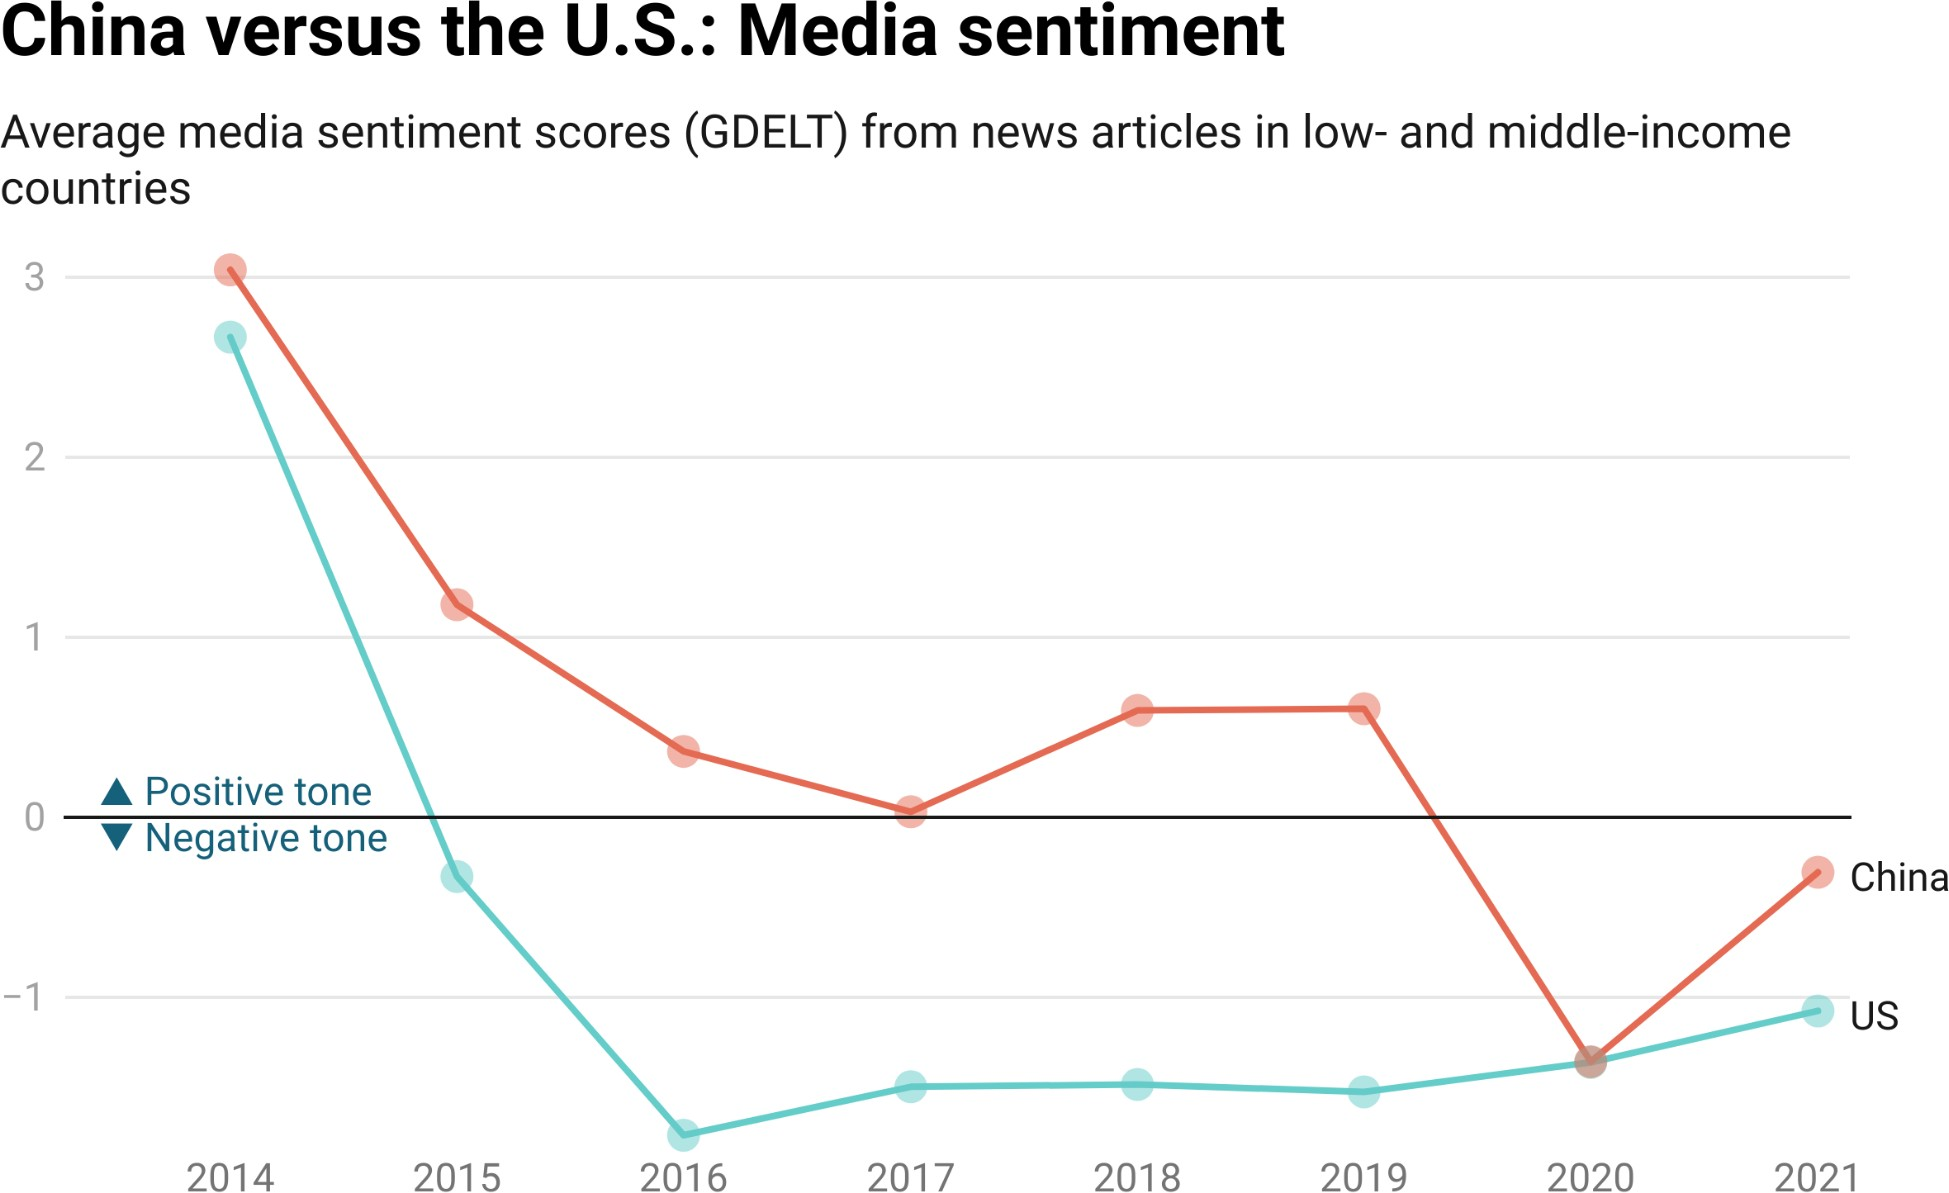 China versus the U.S.: Media sentiment
Average media sentiment scores (GDELT) from news articles in low- and middle-income
countries
3
2
1
▲ Positive tone
0
▼ Negative tone
China
−1
US
2014 2015 2016 2017 2018 2019 2020 2021